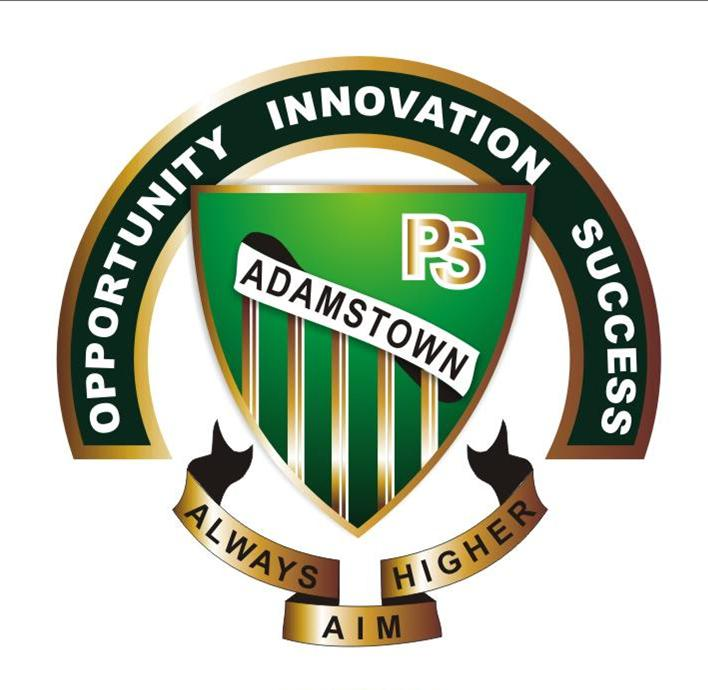 OPPORTUNITY INNOVATION SUCCESS
PS
ADAMSTOWN
ALWAYS AIM HIGHER